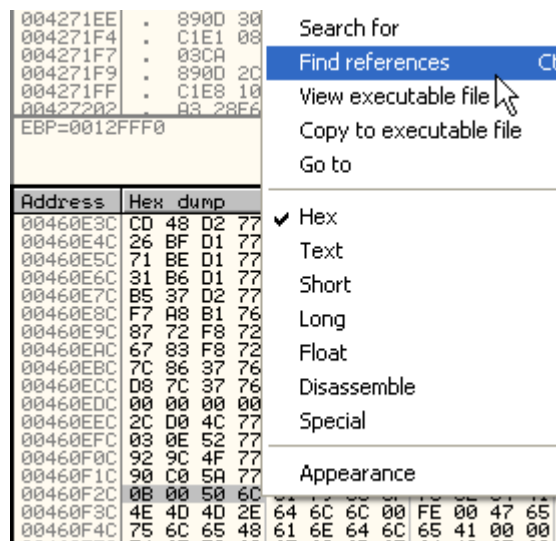 004271EE . 890D 30
004271F4 . C1E1 08
004271F7 . 03CA
004271F9 . 890D 2C
004271FF . C1E8 10
00427202 . A3 28F6
EBP=0012FFF0
Search for
Find references Ct
View executable file
Copy to executable file
Go to
Hex
Text
Short
Long
Float
Disassemble
Special
Appearance
Address Hex dump
00460E3C CD 48 D2 77
00460E4C 26 BF D1 77
00460E5C 71 BE D1 77
00460E6C 31 B6 D1 77
00460E7C B5 37 D2 77
00460E8C F7 A8 B1 76
00460E9C 87 72 F8 72
00460EAC 67 83 F8 72
00460EBC 7C 86 37 76
00460ECC D8 7C 37 76
00460EDC 00 00 00 00
00460EEC 2C D0 4C 77
00460EFC 03 0E 52 77
00460F0C 92 9C 4F 77
00460F1C 90 C0 5A 77
00460F2C 0B 00 50 6C
00460F3C 4E 4D 4D 2E 64 6C 6C 00 FE 00 47 65
00460F4C 75 6C 65 48 61 6E 64 6C 65 41 00 00